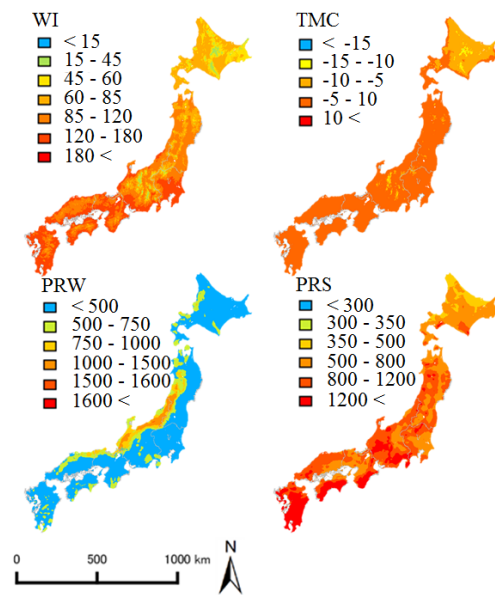 WI
< 15
15 - 45
45 - 60
60 - 85
85 - 120
120 - 180
180 <
TMC
< -15
-15 - -10
-10 - -5
-5 - 10
10 <
PRW
< 500
500 - 750
750 - 1000
1000 - 1500
1500 - 1600
1600 <
PRS
< 300
300 - 350
350 - 500
500 - 800
800 - 1200
1200 <
0 500 1000 km
N